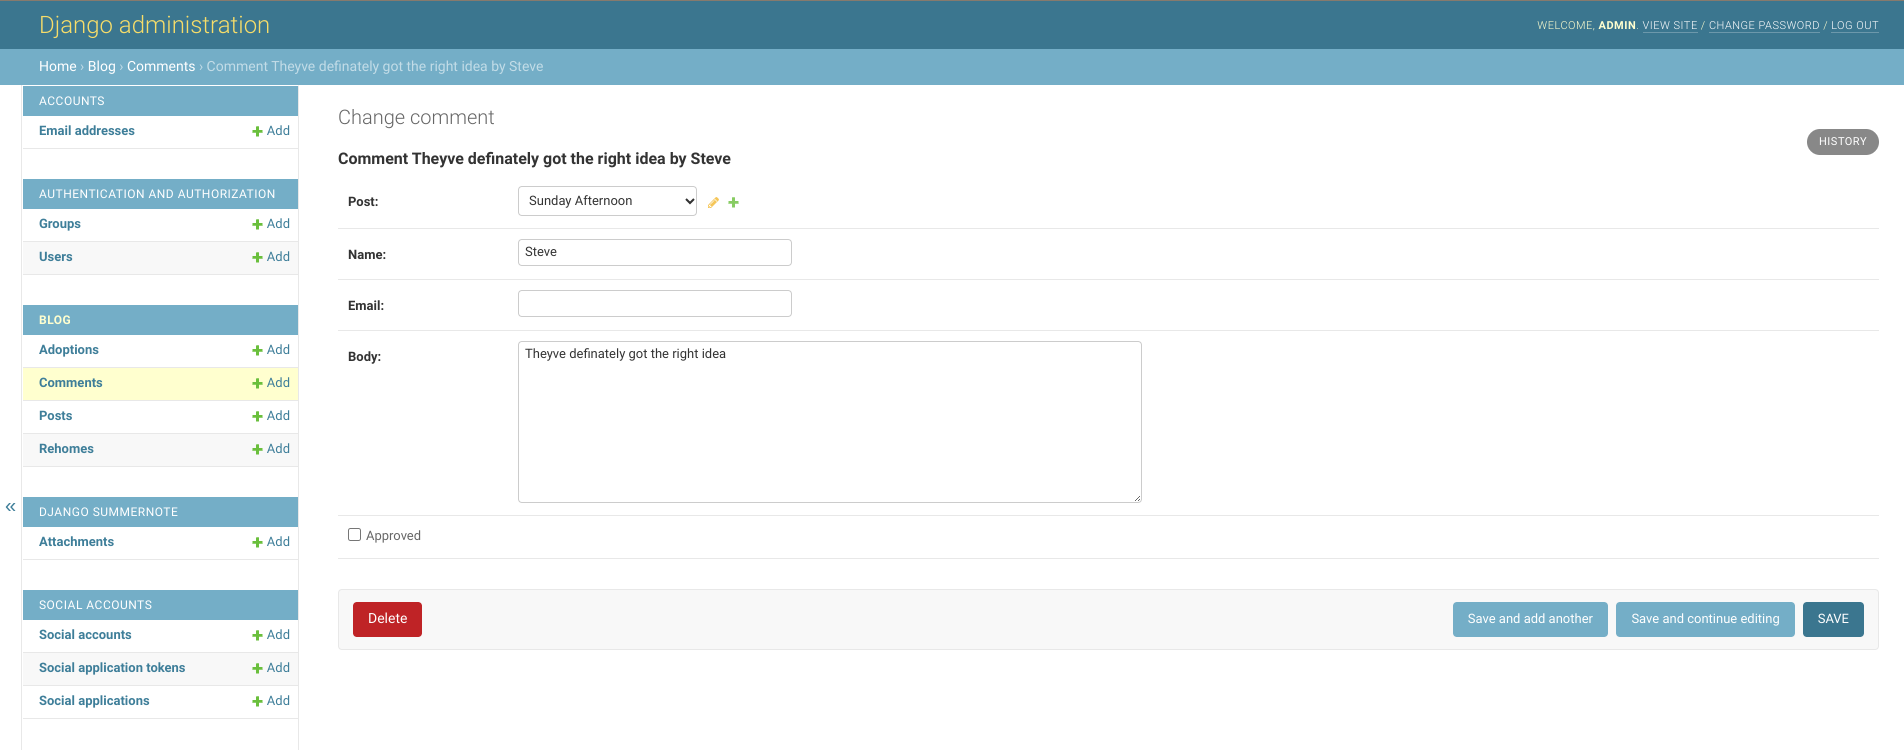 Django administration
WELCOME, ADMIN. VIEW SITE / CHANGE PASSWORD / LOG OUT
Home › Blog › Comments › Comment Theyve definately got the right idea by Steve
ACCOUNTS
Email addresses + Add
AUTHENTICATION AND AUTHORIZATION
Groups + Add
Users + Add
BLOG
Adoptions + Add
Comments + Add
Posts + Add
Rehomes + Add
«
DJANGO SUMMERNOTE
Attachments + Add
SOCIAL ACCOUNTS
Social accounts + Add
Social application tokens + Add
Social applications + Add
Change comment
HISTORY
Comment Theyve definately got the right idea by Steve
Post: Sunday Afternoon
Name: Steve
Email:
Body: Theyve definately got the right idea
Approved
Delete Save and add another Save and continue editing SAVE